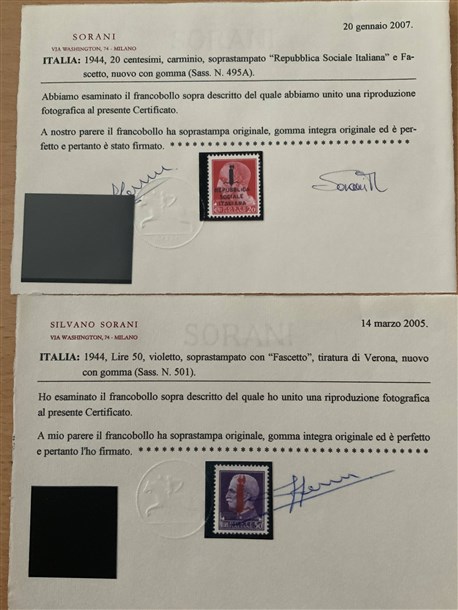 SORANI
VIA WASHINGTON, 74 - MILANO
20 gennaio 2007.
ITALIA: 1944, 20 centesimi, carminio, soprastampato “Repubblica Sociale Italiana” e Fa-
scetto, nuovo con gomma (Sass. N. 495A).
Abbiamo esaminato il francobollo sopra descritto del quale abbiamo unito una riproduzione
fotografica al presente Certificato.
A nostro parere il francobollo ha soprastampa originale, gomma integra originale ed è per-
fetto e pertanto è stato firmato. * * * * * * * * * * * * * * * * * * * * * * * * * * * * *
REPUBBLICA
SOCIALE
ITALIANA
SILVANO SORANI
VIA WASHINGTON, 74 - MILANO
SORANI
14 marzo 2005.
ITALIA: 1944, Lire 50, violetto, soprastampato con “Fascetto”, tiratura di Verona, nuovo
con gomma (Sass. N. 501).
Ho esaminato il francobollo sopra descritto del quale ho unito una riproduzione fotografica
al presente Certificato.
A mio parere il francobollo ha soprastampa originale, gomma integra originale ed è perfetto
e pertanto l'ho firmato. * * * * * * * * * * * * * * * * * * * * * * * * * * * * * * * *